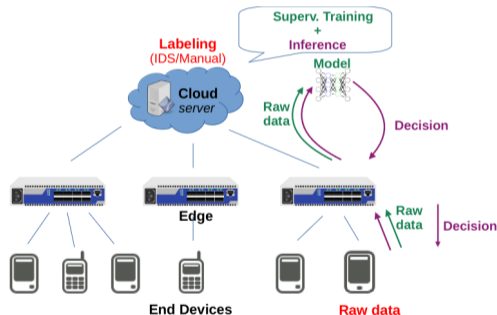 Superv. Training
+
Inference
Labeling
(IDS/Manual)
Model
Cloud
server
Raw
data
Decision
Edge
Raw
data
Decision
End Devices
Raw data